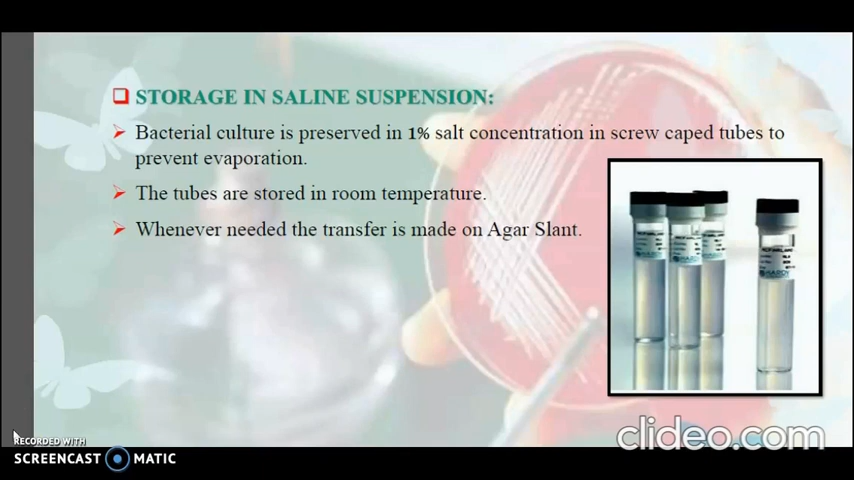 STORAGE IN SALINE SUSPENSION:
Bacterial culture is preserved in 1% salt concentration in screw caped tubes to
prevent evaporation.
The tubes are stored in room temperature.
Whenever needed the transfer is made on Agar Slant.
HARDY
RECORDED WITH
SCREENCAST MATIC
clideo.com